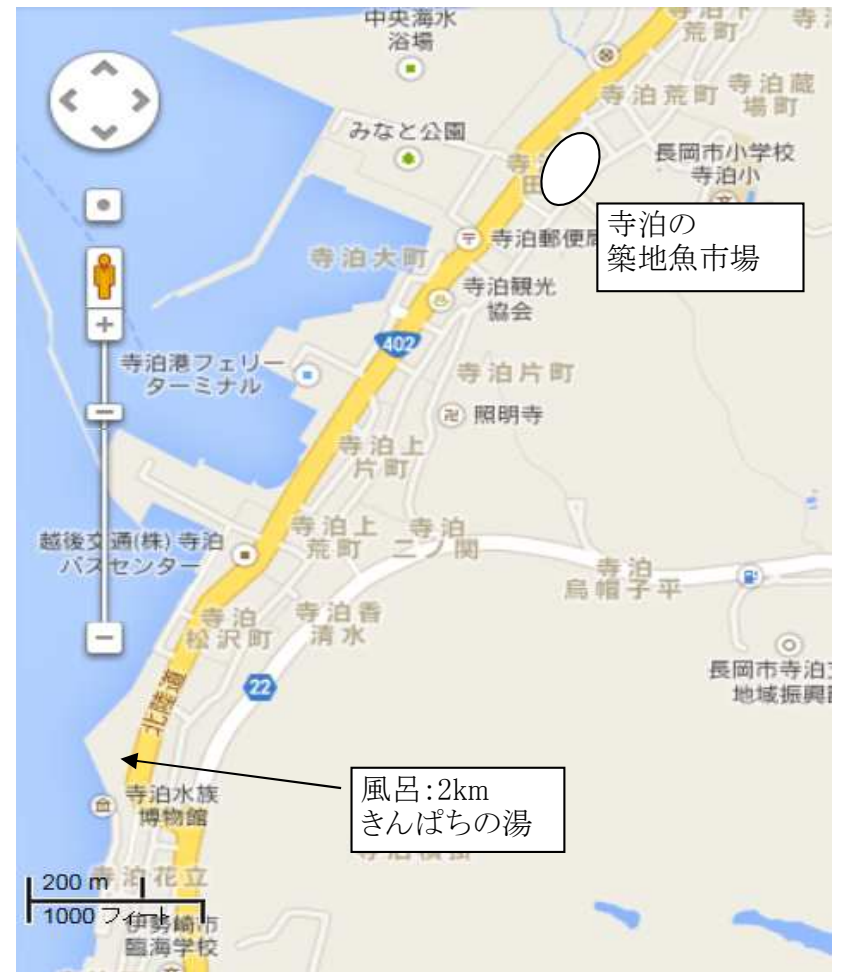 中央海水
浴場
寺泊下
荒町
寺泊荒町
寺泊蔵
場町
みなと公園
長岡市小学校
寺泊小
寺泊の
築地魚市場
寺泊郵便局
寺泊大町
寺泊観光
協会
402
寺泊港フェリー
ターミナル
寺泊片町
照明寺
寺泊上
片町
越後交通(株)寺泊
バスセンター
寺泊上
荒町
寺泊
二ノ関
寺泊
烏帽子平
寺泊
松沢町
寺泊香
清水
22
北陸道
長岡市寺泊
地域振興
風呂:2km
きんぱちの湯
寺泊水族
博物館
寺泊花立
200 m
1000 フィート
伊勢崎市
臨海学校